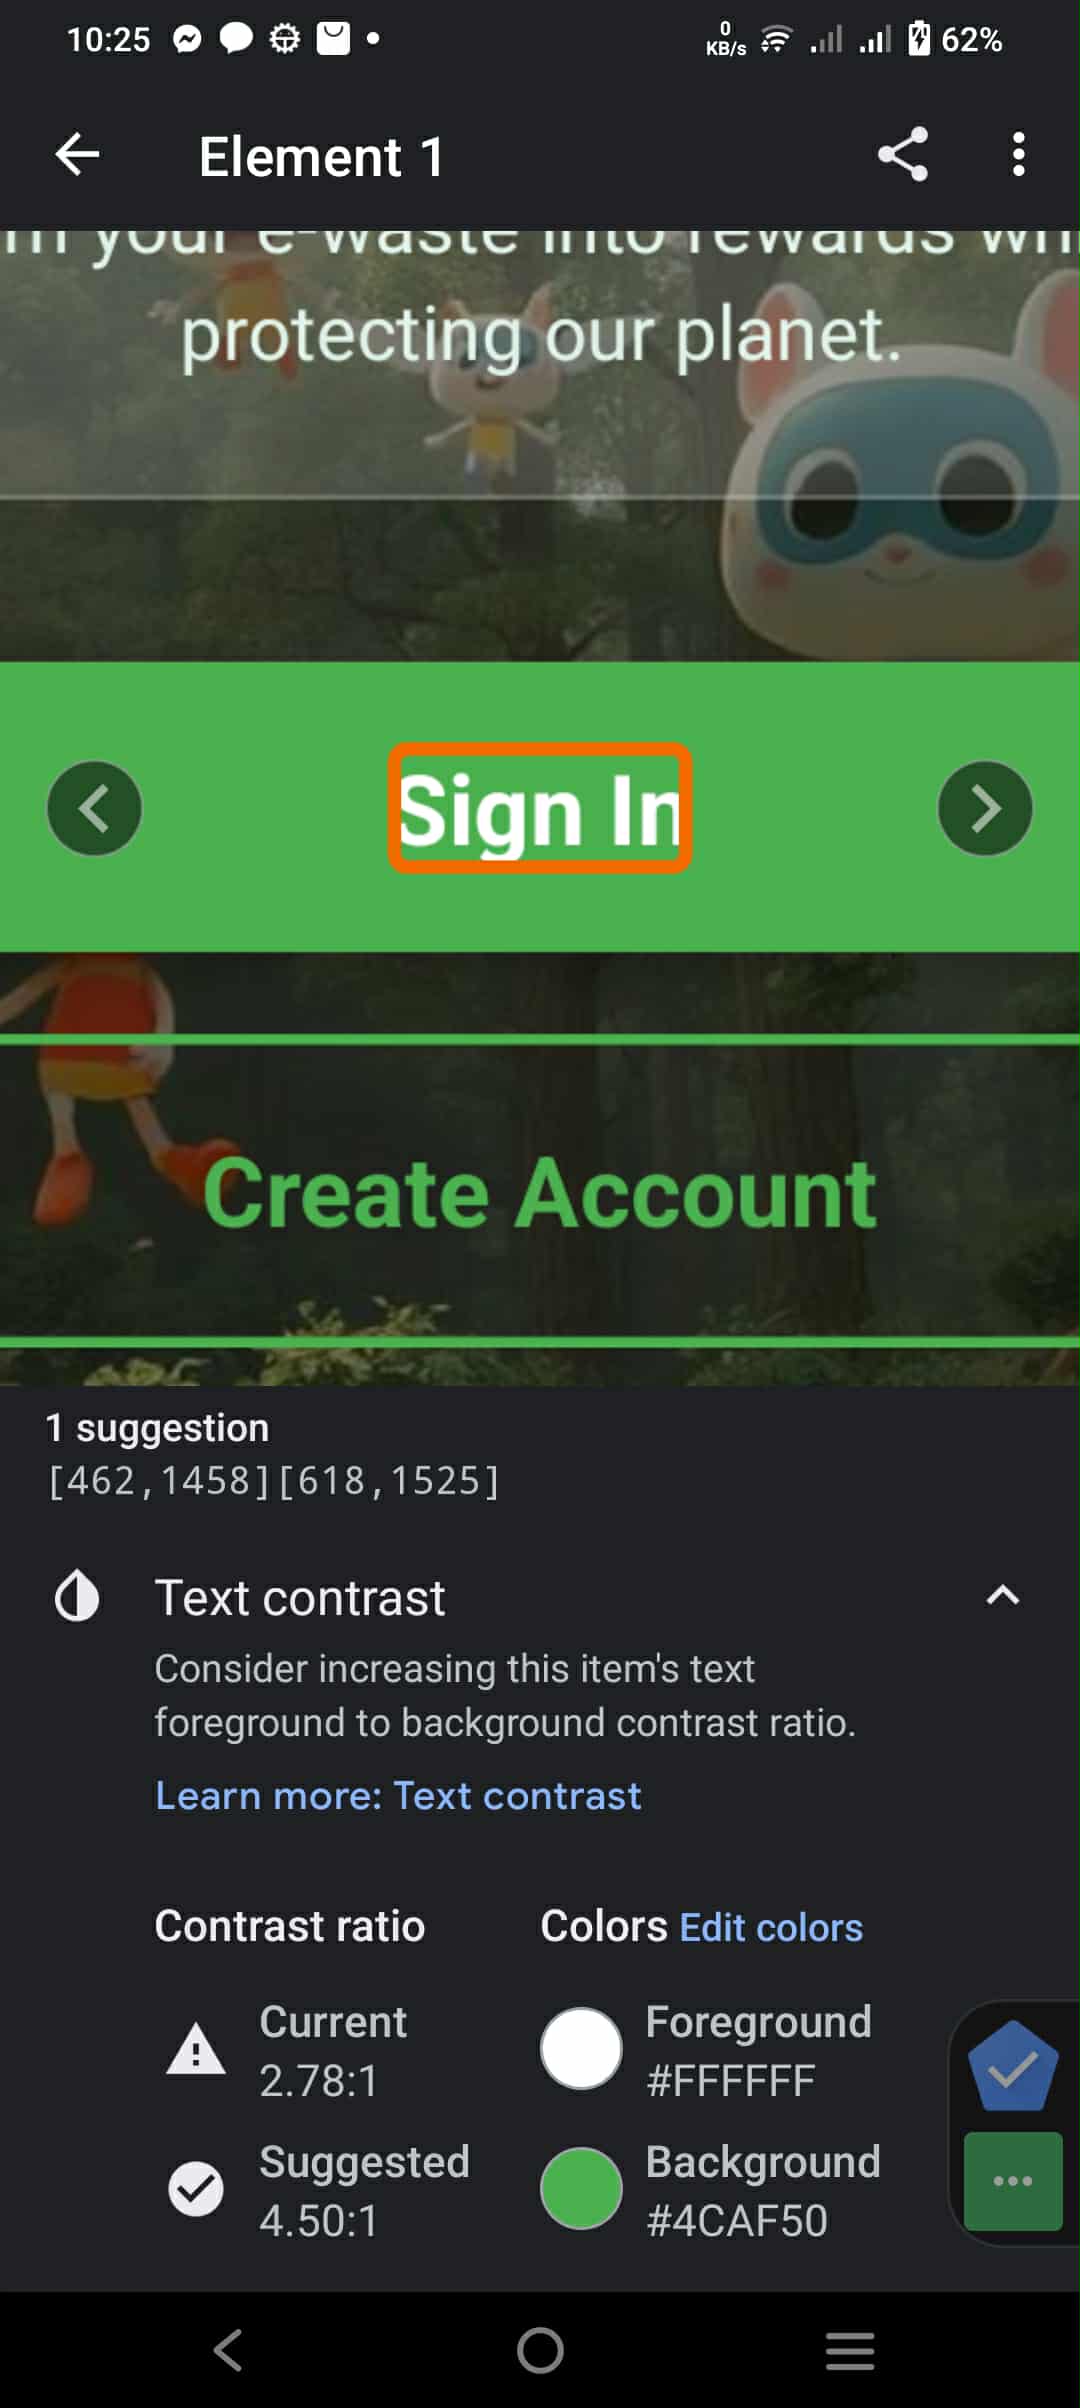 10:25
0
KB/s
62%
Element 1
your e-waste into rewards
protecting our planet.
Sign In
Create Account
1 suggestion
[462,1458][618,1525]
Text contrast
Consider increasing this item's text
foreground to background contrast ratio.
Learn more: Text contrast
Contrast ratio
Colors Edit colors
Current
2.78:1
Foreground
#FFFFFF
Suggested
4.50:1
Background
#4CAF50